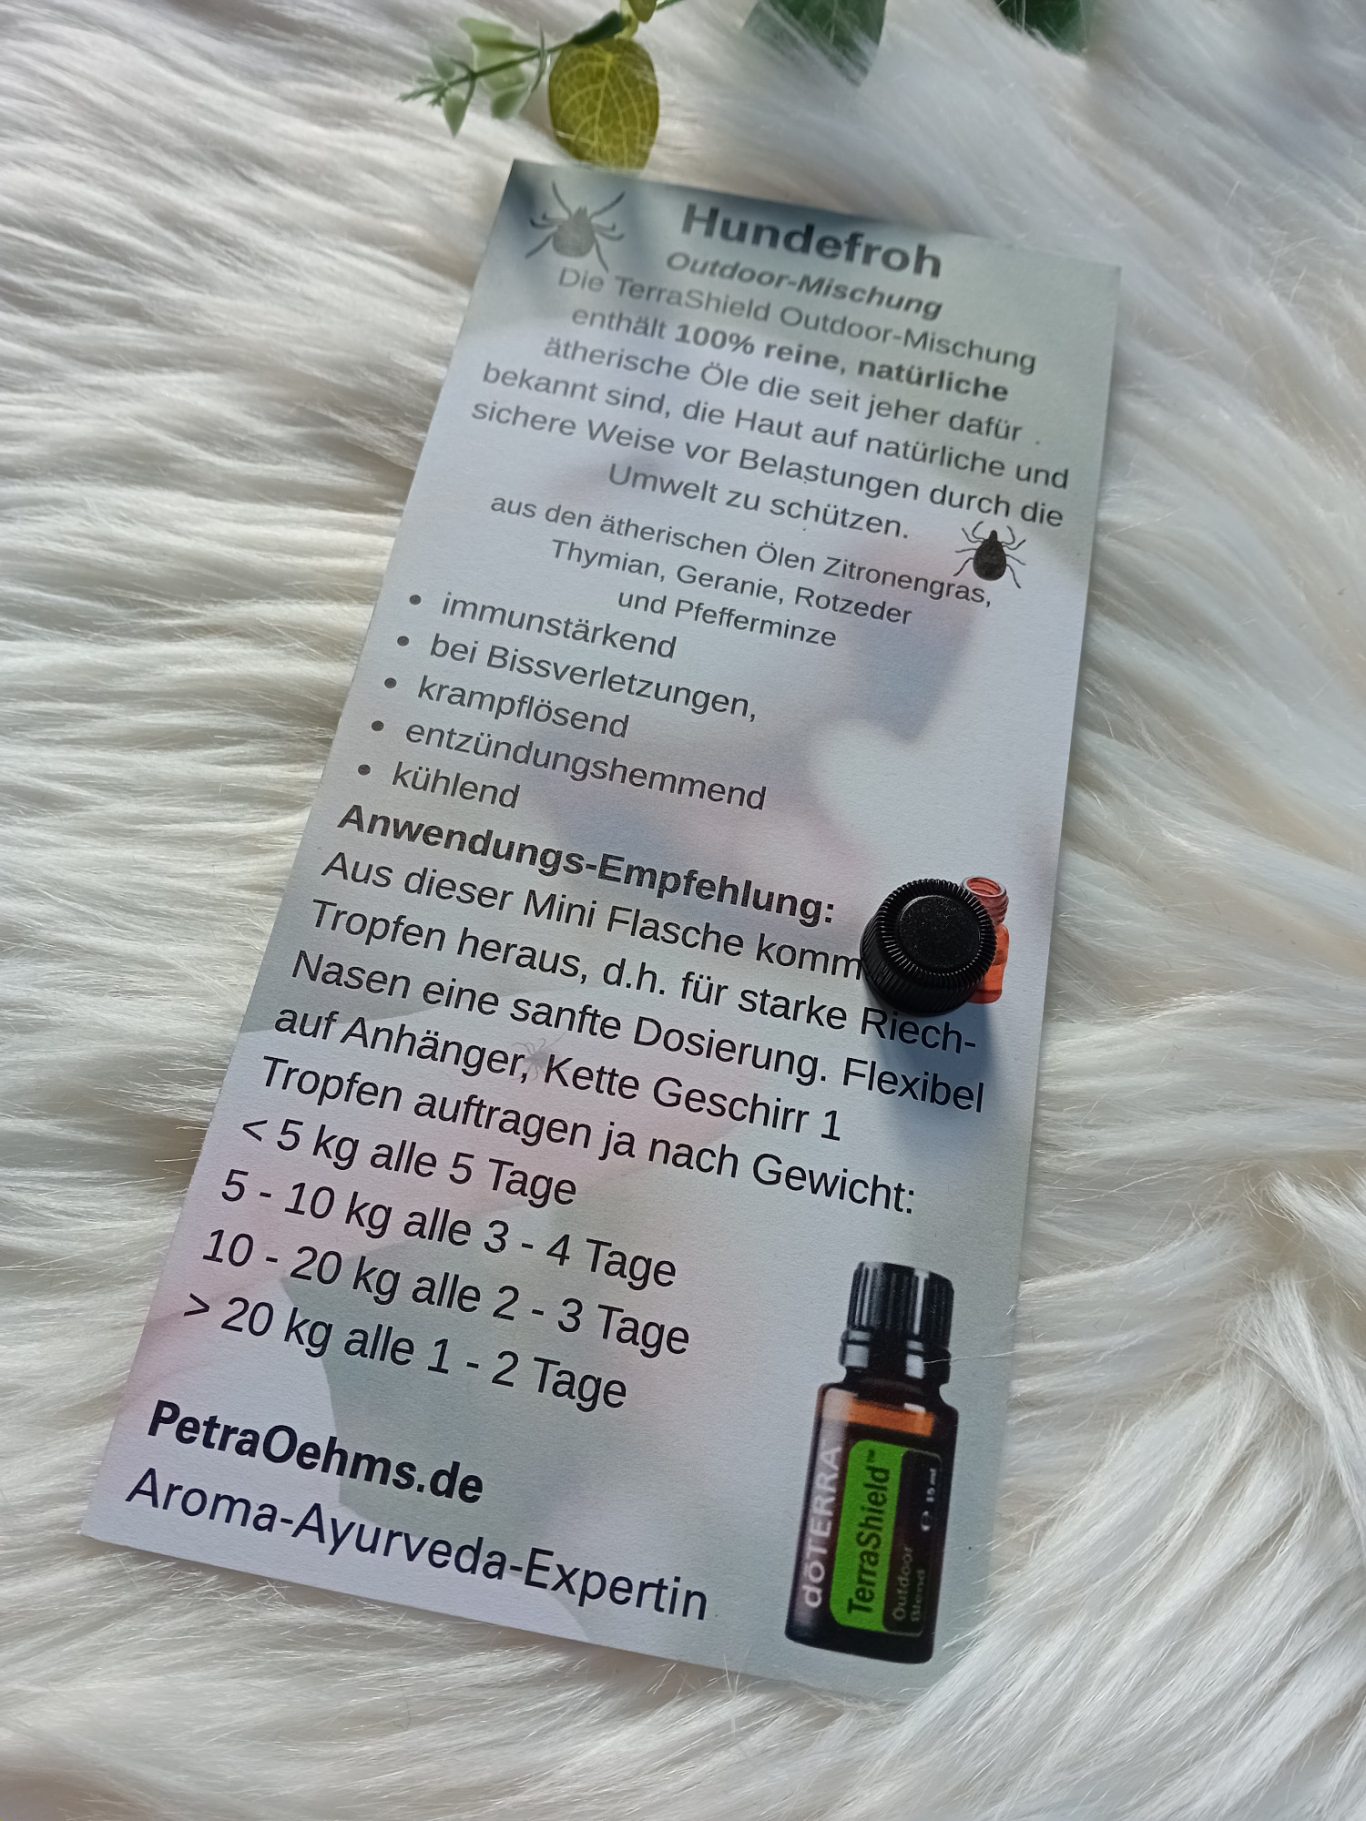 Hundefroh
Outdoor-Mischung
Die TerraShield Outdoor-Mischung
enthält 100% reine, natürliche
ätherische Öle die seit jeher dafür
bekannt sind, die Haut auf natürliche und
sichere Weise vor Belastungen durch die
Umwelt zu schützen.
aus den ätherischen Ölen Zitronengras,
Thymian, Geranie, Rotzeder
und Pfefferminze
• immunstärkend
• bei Bissverletzungen,
• krampflösend
• entzündungshemmend
• kühlend
Anwendungs-Empfehlung:
Aus dieser Mini Flasche komm
Tropfen heraus, d.h. für starke Riech-
Nasen eine sanfte Dosierung. Flexibel
auf Anhänger, Kette Geschirr 1
Tropfen auftragen ja nach Gewicht:
< 5 kg alle 5 Tage
5 - 10 kg alle 3 - 4 Tage
10 - 20 kg alle 2 - 3 Tage
> 20 kg alle 1 - 2 Tage
PetraOehms.de
Aroma-Ayurveda-Expertin
dōTERRA
TerraShield™
Outdoor
Blend
℮ 15 ml